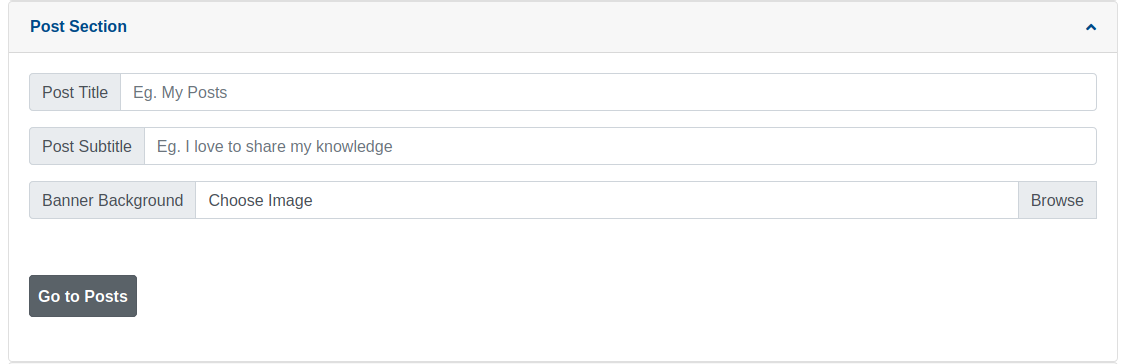 Post Section
Post Title Eg. My Posts
Post Subtitle Eg. I love to share my knowledge
Banner Background Choose Image Browse
Go to Posts